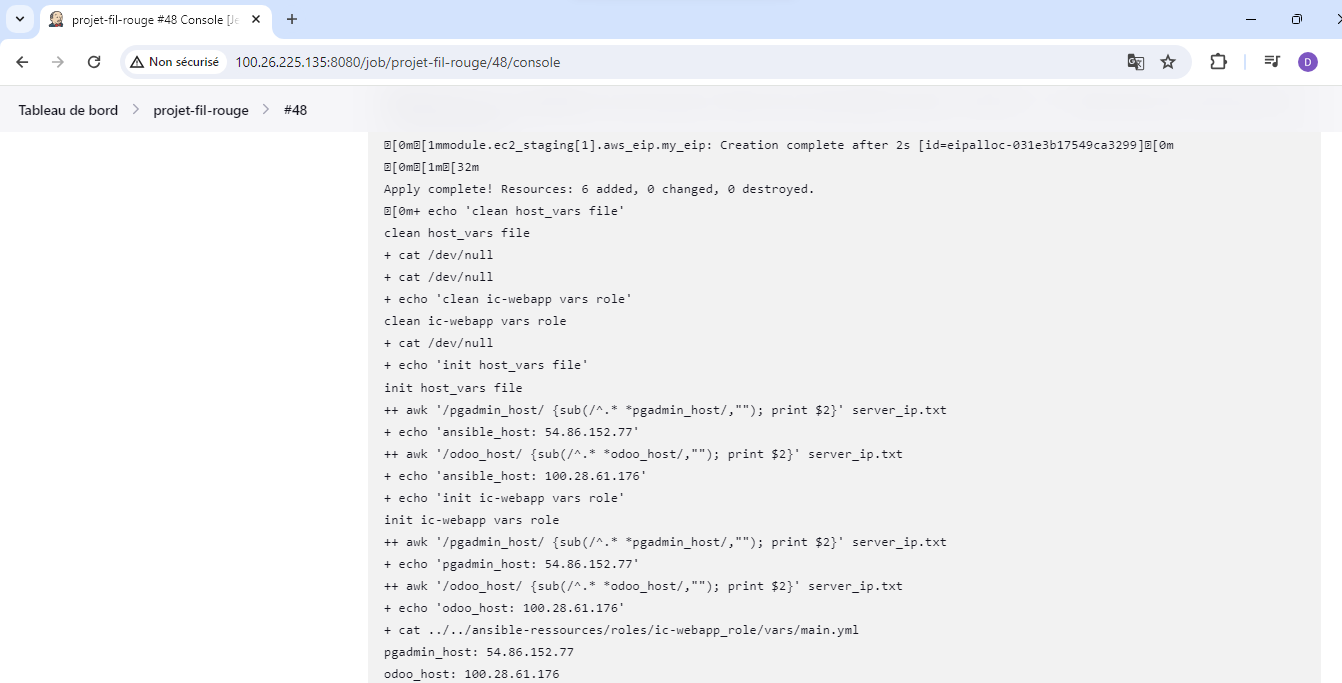 projet-fil-rouge #48 Console [Je
Non sécurisé
100.26.225.135:8080/job/projet-fil-rouge/48/console
D
Tableau de bord > projet-fil-rouge > #48
[0m[1mmodule.ec2_staging[1].aws_eip.my_eip: Creation complete after 2s [id=eipalloc-031e3b17549ca3299][0m
[0m[1m[32m
Apply complete! Resources: 6 added, 0 changed, 0 destroyed.
[0m+ echo 'clean host_vars file'
clean host_vars file
+ cat /dev/null
+ cat /dev/null
+ echo 'clean ic-webapp vars role'
clean ic-webapp vars role
+ cat /dev/null
+ echo 'init host_vars file'
init host_vars file
++ awk '/pgadmin_host/ {sub(/^.* *pgadmin_host/,""); print $2}' server_ip.txt
+ echo 'ansible_host: 54.86.152.77'
++ awk '/odoo_host/ {sub(/^.* *odoo_host/,""); print $2}' server_ip.txt
+ echo 'ansible_host: 100.28.61.176'
+ echo 'init ic-webapp vars role'
init ic-webapp vars role
++ awk '/pgadmin_host/ {sub(/^.* *pgadmin_host/,""); print $2}' server_ip.txt
+ echo 'pgadmin_host: 54.86.152.77'
++ awk '/odoo_host/ {sub(/^.* *odoo_host/,""); print $2}' server_ip.txt
+ echo 'odoo_host: 100.28.61.176'
+ cat ../../ansible-ressources/roles/ic-webapp_role/vars/main.yml
pgadmin_host: 54.86.152.77
odoo_host: 100.28.61.176